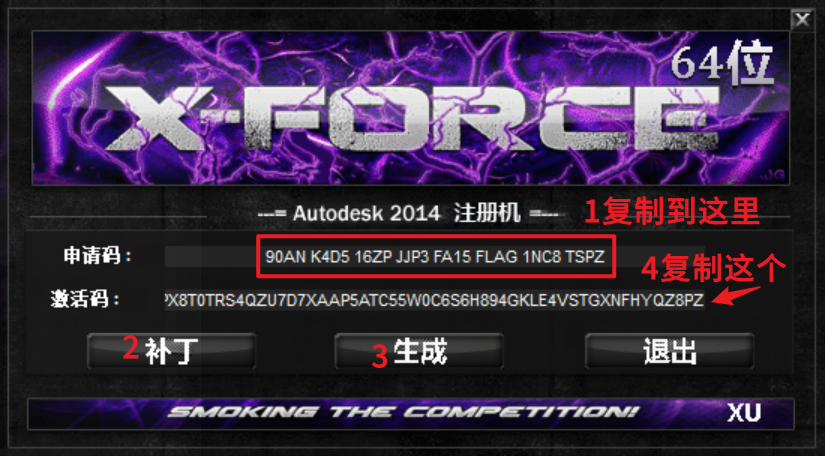 64位
X-FORCE
JG
---= Autodesk 2014 注册机 =---
1复制到这里
申请码： 90AN K4D5 16ZP JJP3 FA15 FLAG 1NC8 TSPZ
4复制这个
激活码： PX8T0TRS4QZU7D7XAAP5ATC55W0C6S6H894GKLE4VSTGXNFHYQZ8PZ
2 补丁 3 生成 退出
SMOKING THE COMPETITION! XU